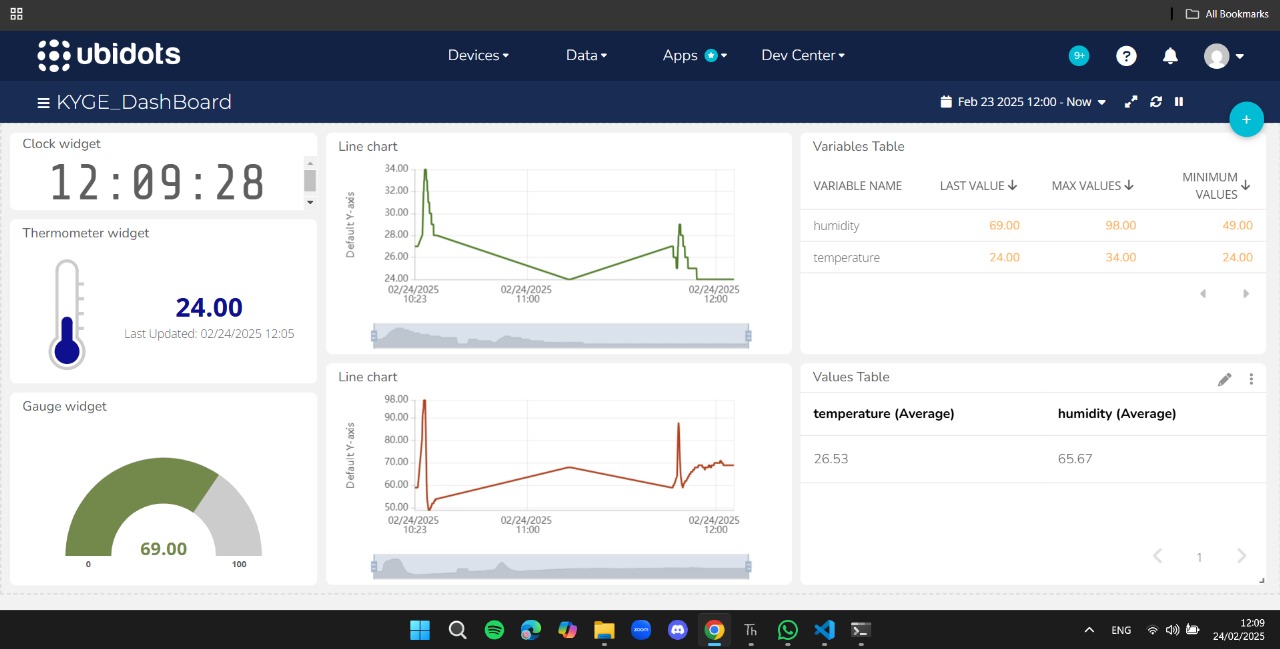 All Bookmarks
ubidots
Devices
Data
Apps
Dev Center
9+
?
KYGE_DashBoard
Feb 23 2025 12:00 - Now
+
Clock widget
12:09:28
Thermometer widget
24.00
Last Updated: 02/24/2025 12:05
Gauge widget
69.00
0
100
Line chart
Default Y-axis
34.00
32.00
30.00
28.00
26.00
24.00
02/24/2025
10:23
02/24/2025
11:00
02/24/2025
12:00
Line chart
Default Y-axis
98.00
90.00
80.00
70.00
60.00
50.00
02/24/2025
10:23
02/24/2025
11:00
02/24/2025
12:00
Variables Table
VARIABLE NAME LAST VALUE MAX VALUES MINIMUM
VALUES
humidity 69.00 98.00 49.00
temperature 24.00 34.00 24.00
Values Table
temperature (Average) humidity (Average)
26.53 65.67
1
zoom
Th
ENG
12:09
24/02/2025